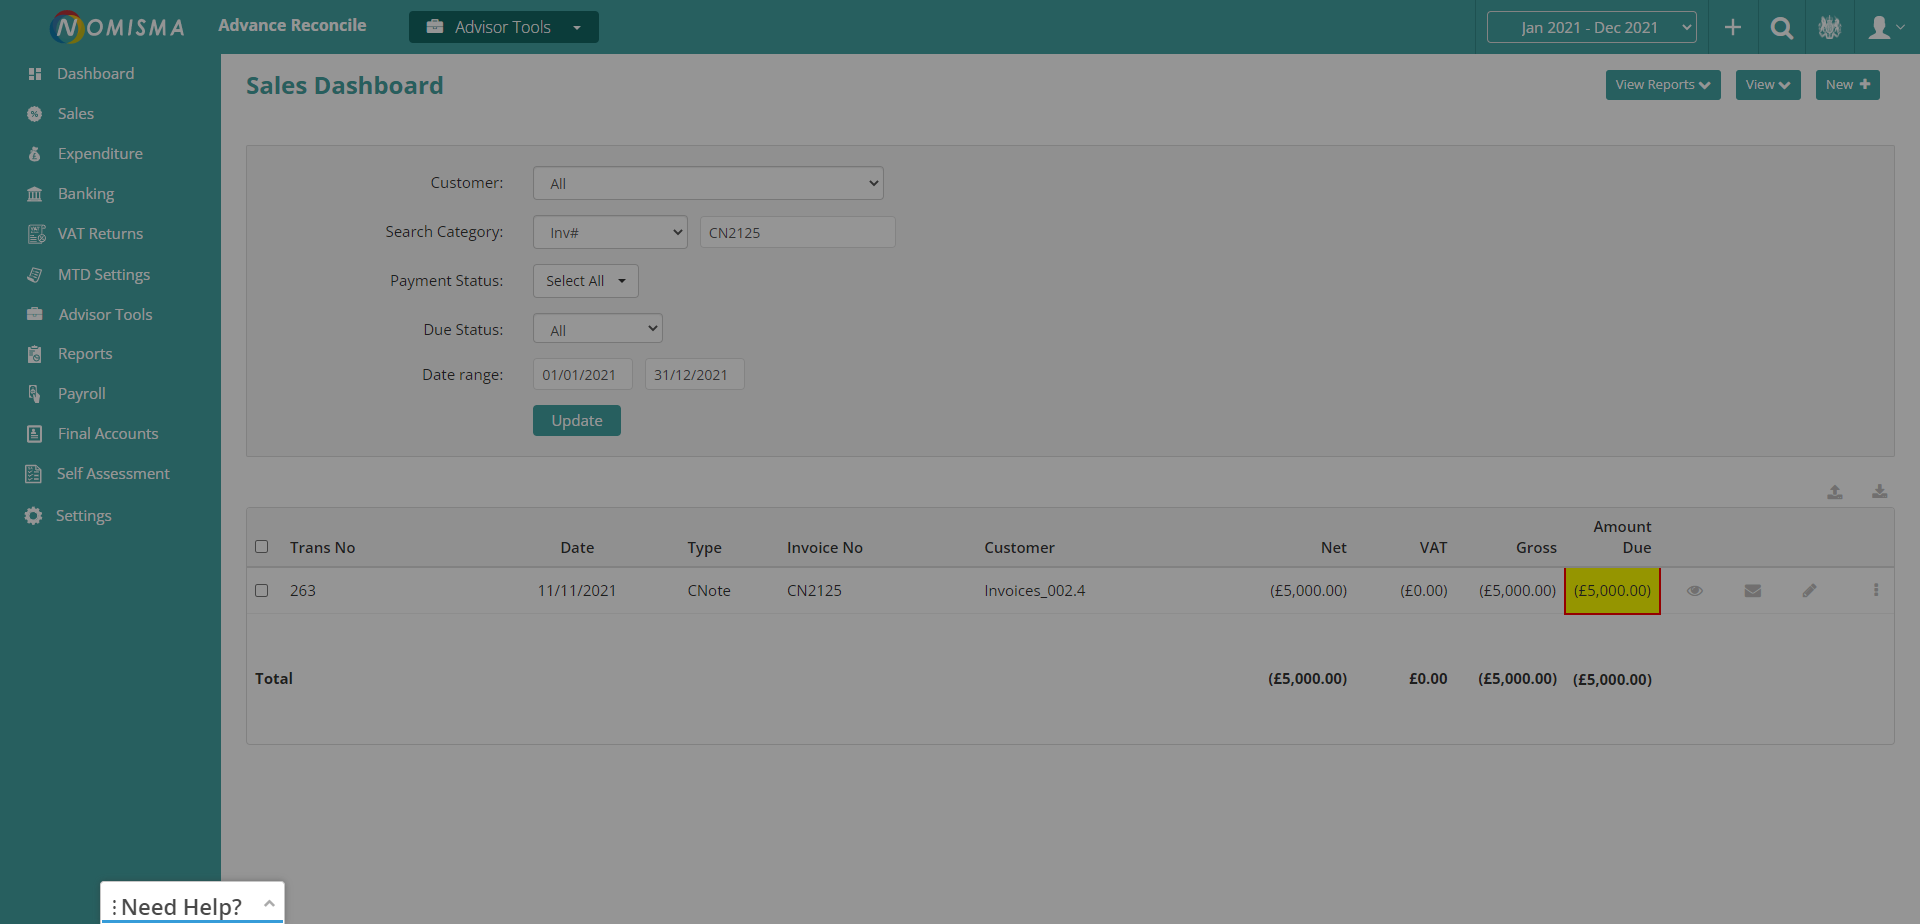 NOMISMA
Advance Reconcile
Advisor Tools
Jan 2021 - Dec 2021
Dashboard
Sales
Expenditure
Banking
VAT Returns
MTD Settings
Advisor Tools
Reports
Payroll
Final Accounts
Self Assessment
Settings
Sales Dashboard
View Reports
View
New
Customer: All
Search Category: Inv# CN2125
Payment Status: Select All
Due Status: All
Date range: 01/01/2021 31/12/2021
Update
Trans No Date Type Invoice No Customer Net VAT Gross Amount Due
263 11/11/2021 CNote CN2125 Invoices_002.4 (£5,000.00) (£0.00) (£5,000.00) (£5,000.00)
Total (£5,000.00) £0.00 (£5,000.00) (£5,000.00)
Need Help?